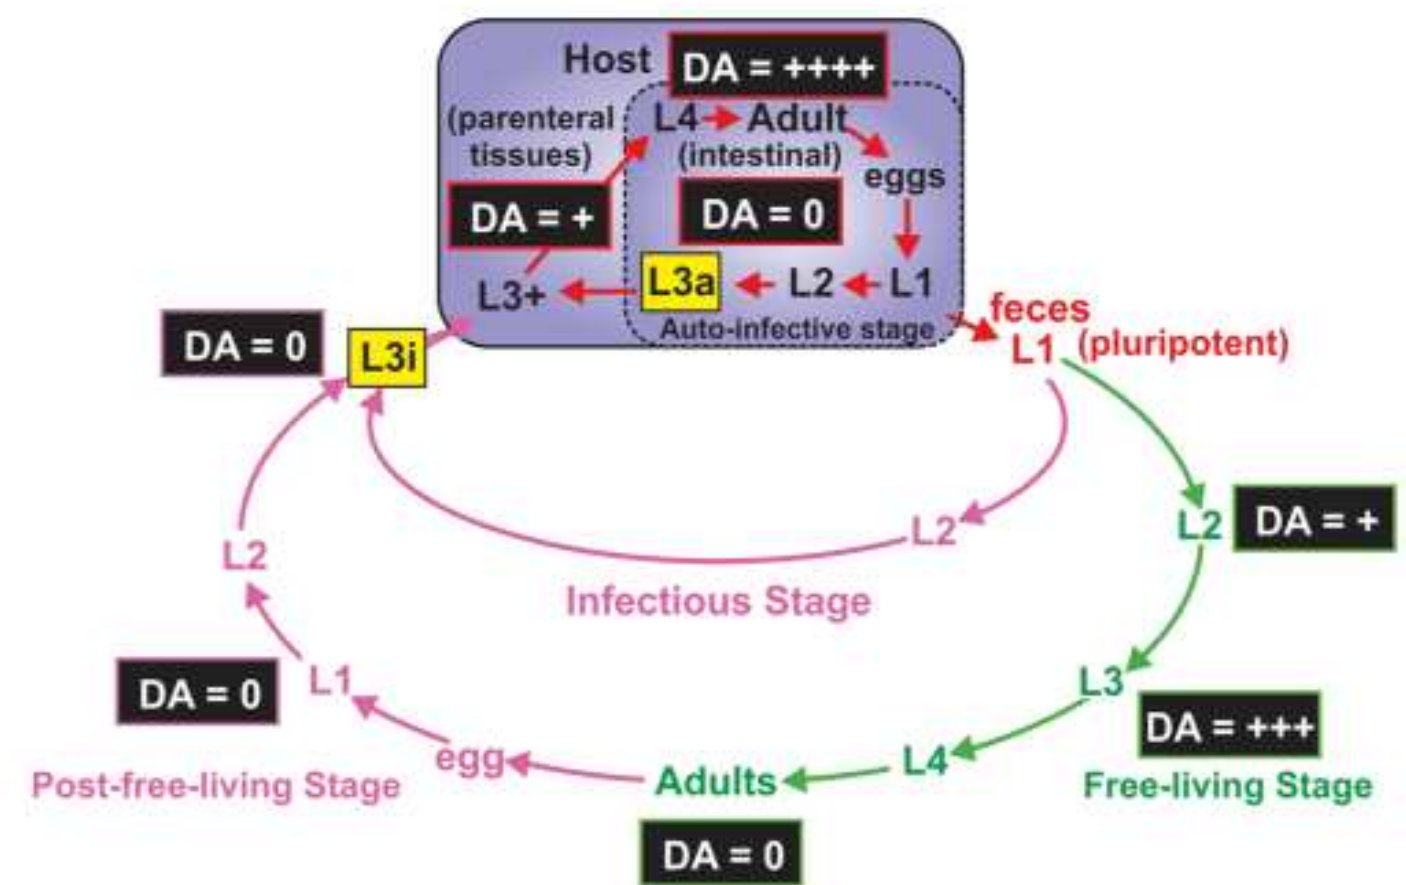 Host
DA = ++++
(parenteral
tissues)
L4
Adult
(intestinal)
eggs
DA = +
DA = 0
L3+
L3a
L2
L1
Auto-infective stage
feces
L1 (pluripotent)
DA = 0
L3i
L2
L2
DA = +
L2
Infectious Stage
L1
L3
DA = 0
DA = +++
egg
Adults
L4
Post-free-living Stage
Free-living Stage
DA = 0